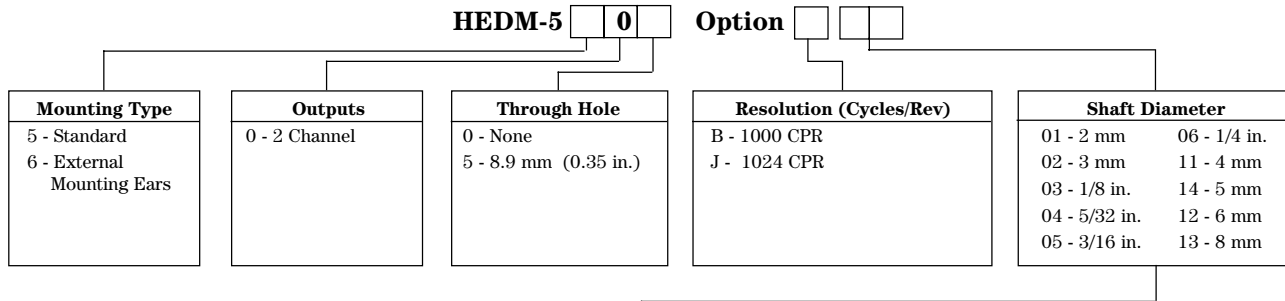 HEDM-5 0 Option
Mounting Type
5 - Standard
6 - External
Mounting Ears
Outputs
0 - 2 Channel
Through Hole
0 - None
5 - 8.9 mm (0.35 in.)
Resolution (Cycles/Rev)
B - 1000 CPR
J - 1024 CPR
Shaft Diameter
01 - 2 mm 06 - 1/4 in.
02 - 3 mm 11 - 4 mm
03 - 1/8 in. 14 - 5 mm
04 - 5/32 in. 12 - 6 mm
05 - 3/16 in. 13 - 8 mm